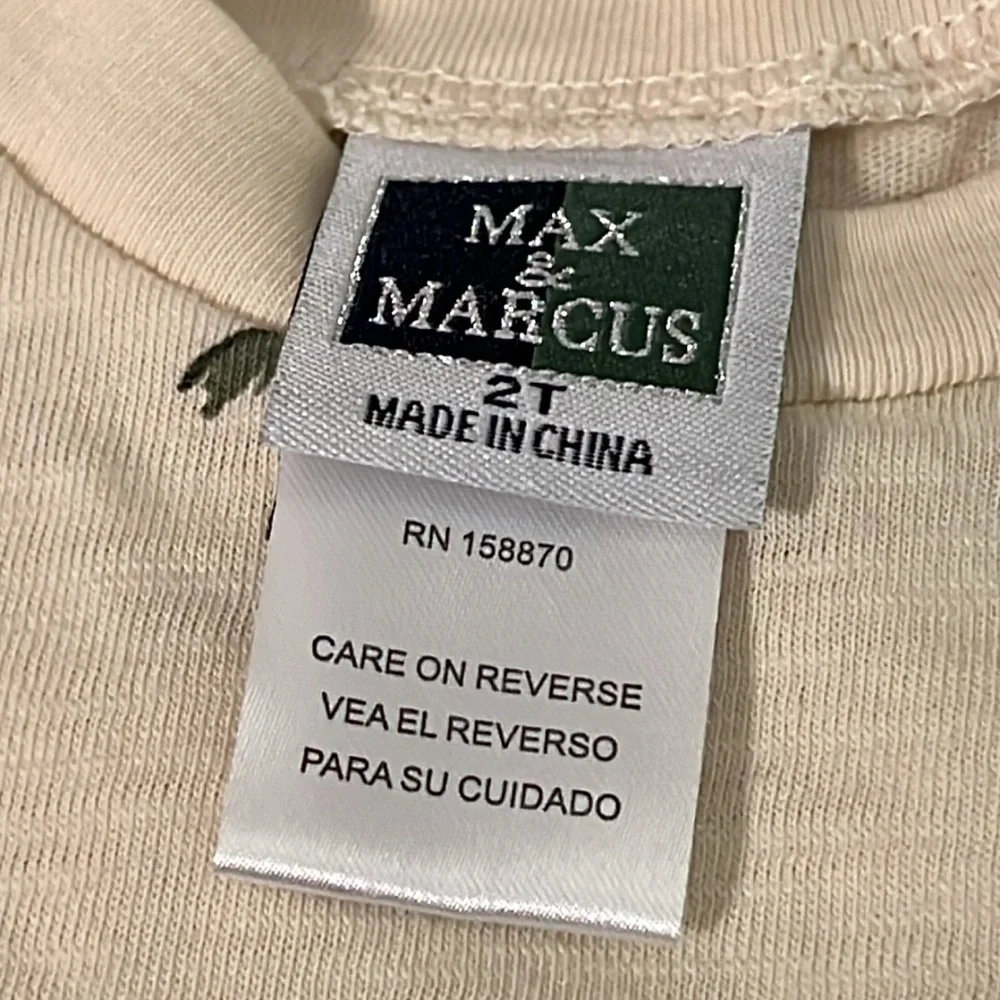 MAX
&
MARCUS
2T
MADE IN CHINA
RN 158870
CARE ON REVERSE
VEA EL REVERSO
PARA SU CUIDADO